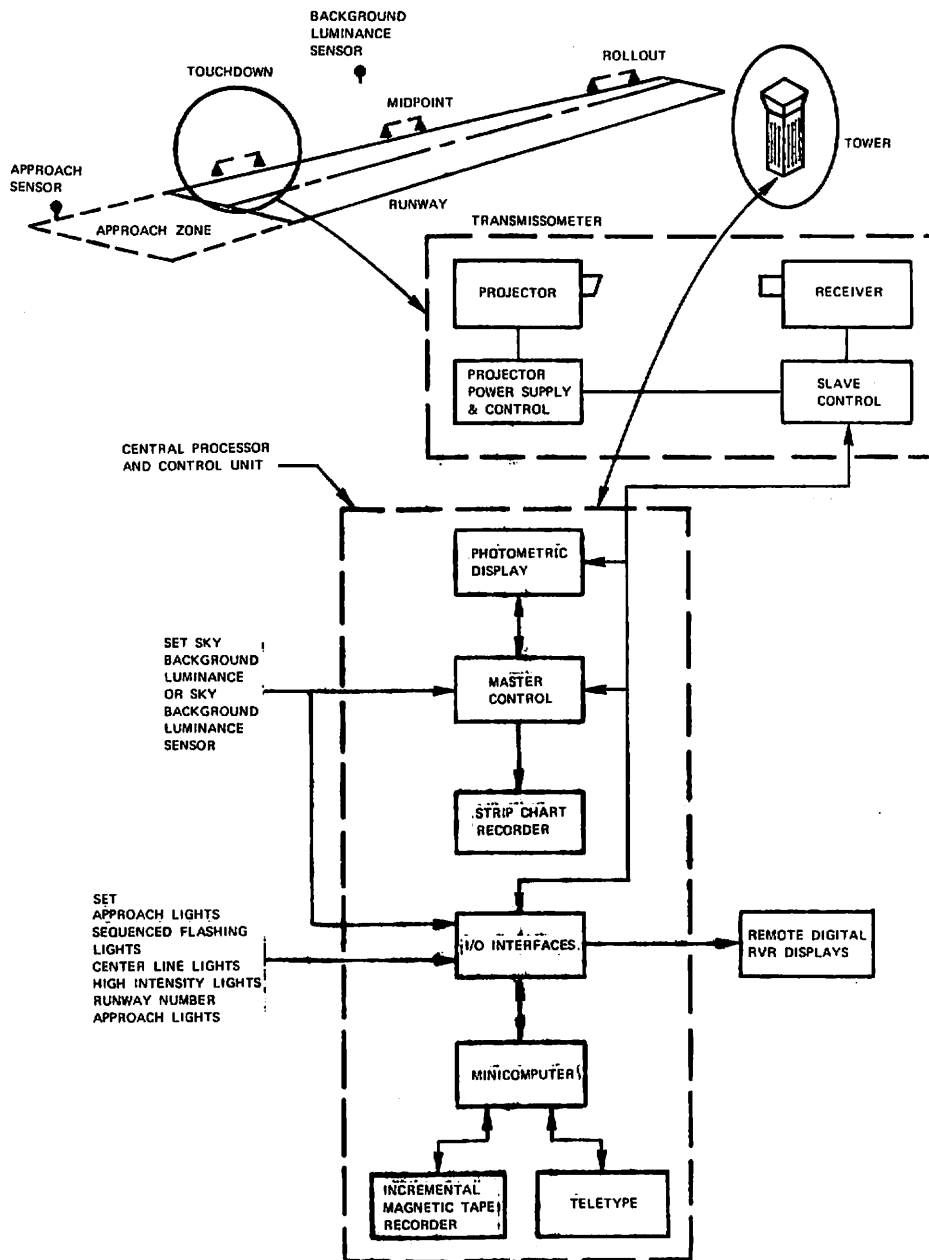 BACKGROUND
LUMINANCE
SENSOR
TOUCHDOWN
ROLLOUT
MIDPOINT
TOWER
APPROACH
SENSOR
RUNWAY
APPROACH ZONE
TRANSMISSOMETER
PROJECTOR
RECEIVER
PROJECTOR
POWER SUPPLY
& CONTROL
SLAVE
CONTROL
CENTRAL PROCESSOR
AND CONTROL UNIT
PHOTOMETRIC
DISPLAY
SET SKY
BACKGROUND
LUMINANCE
OR SKY
BACKGROUND
LUMINANCE
SENSOR
MASTER
CONTROL
STRIP CHART
RECORDER
SET
APPROACH LIGHTS
SEQUENCED FLASHING
LIGHTS
CENTER LINE LIGHTS
HIGH INTENSITY LIGHTS
RUNWAY NUMBER
APPROACH LIGHTS
I/O INTERFACES
REMOTE DIGITAL
RVR DISPLAYS
MINICOMPUTER
INCREMENTAL
MAGNETIC TAPE
RECORDER
TELETYPE